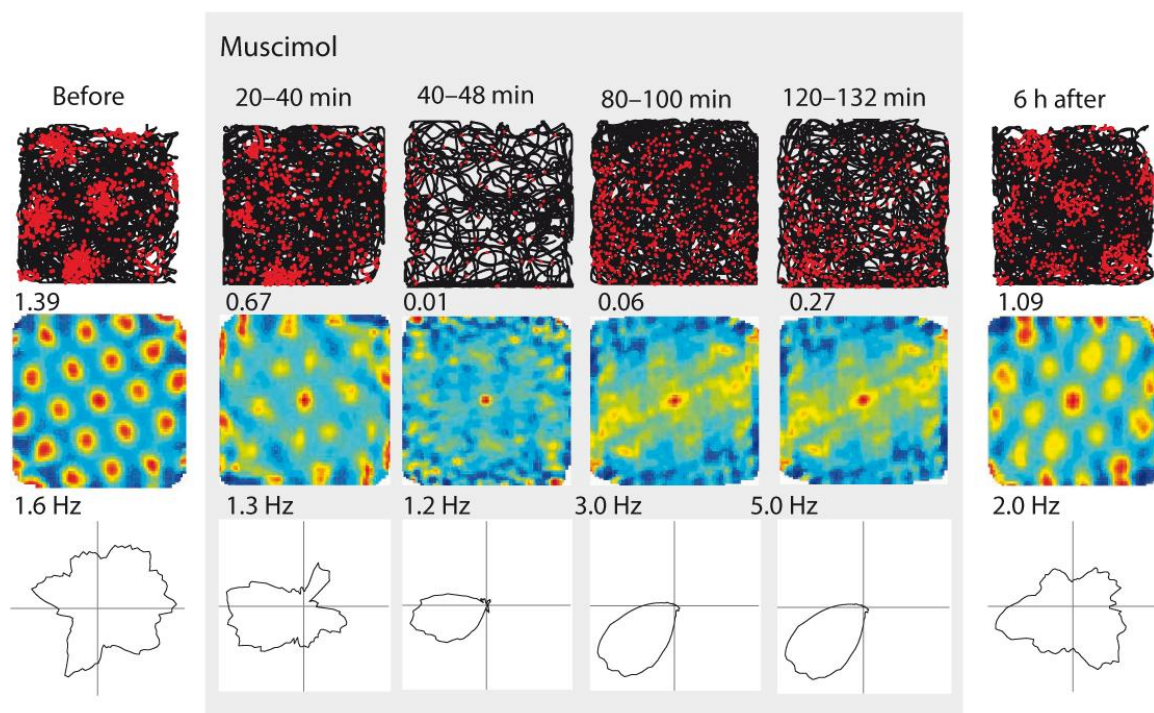 Muscimol
Before
20–40 min
40–48 min
80–100 min
120–132 min
6 h after
1.39
0.67
0.01
0.06
0.27
1.09
1.6 Hz
1.3 Hz
1.2 Hz
3.0 Hz
5.0 Hz
2.0 Hz